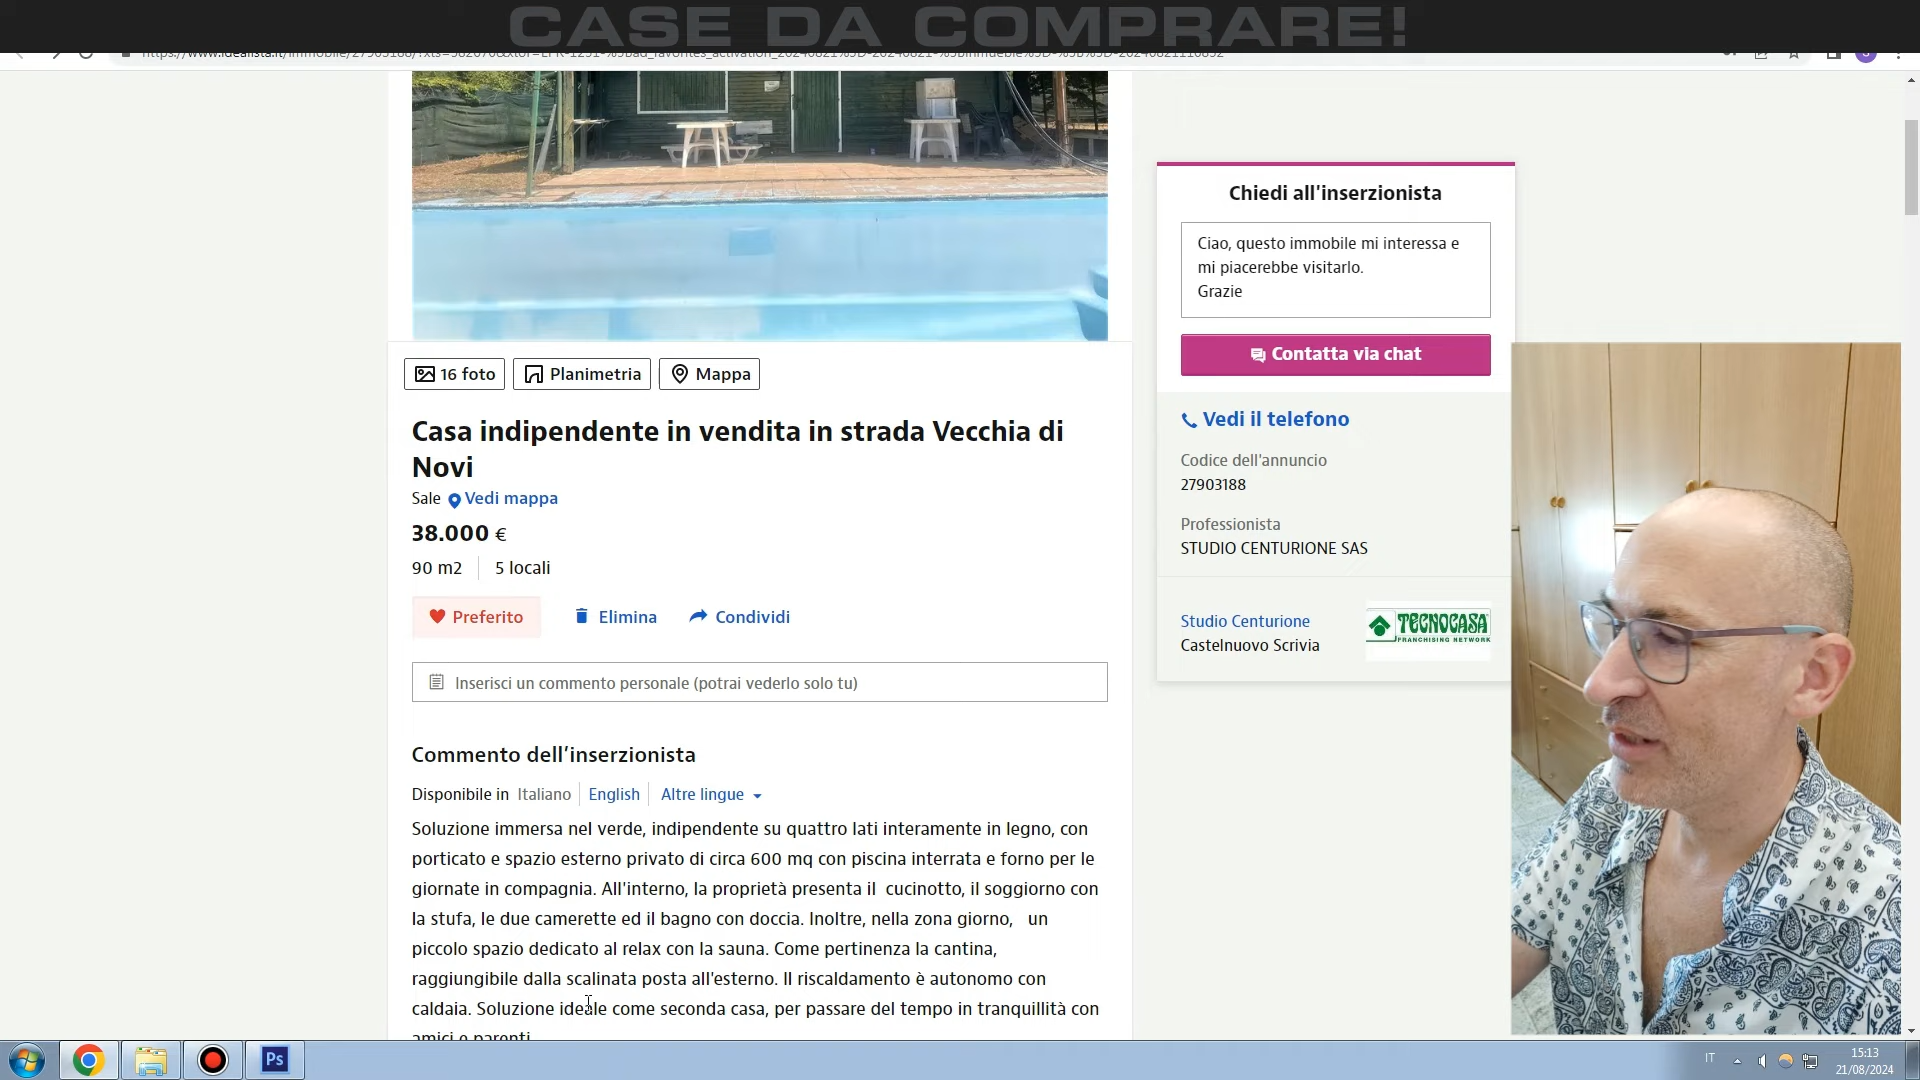 CASE DA COMPRARE!
16 foto
Planimetria
Mappa
Casa indipendente in vendita in strada Vecchia di
Novi
Sale Vedi mappa
38.000 €
90 m2 5 locali
Preferito
Elimina
Condividi
Inserisci un commento personale (potrai vederlo solo tu)
Commento dell'inserzionista
Disponibile in Italiano English Altre lingue
Soluzione immersa nel verde, indipendente su quattro lati interamente in legno, con
porticato e spazio esterno privato di circa 600 mq con piscina interrata e forno per le
giornate in compagnia. All'interno, la proprietà presenta il cucinotto, il soggiorno con
la stufa, le due camerette ed il bagno con doccia. Inoltre, nella zona giorno, un
piccolo spazio dedicato al relax con la sauna. Come pertinenza la cantina,
raggiungibile dalla scalinata posta all'esterno. Il riscaldamento è autonomo con
caldaia. Soluzione ideale come seconda casa, per passare del tempo in tranquillità con
amici e parenti
Chiedi all'inserzionista
Ciao, questo immobile mi interessa e
mi piacerebbe visitarlo.
Grazie
Contatta via chat
Vedi il telefono
Codice dell'annuncio
27903188
Professionista
STUDIO CENTURIONE SAS
Studio Centurione
Castelnuovo Scrivia
TECNOCASA
FRANCHISING NETWORK
Ps
IT
15:13
21/08/2024